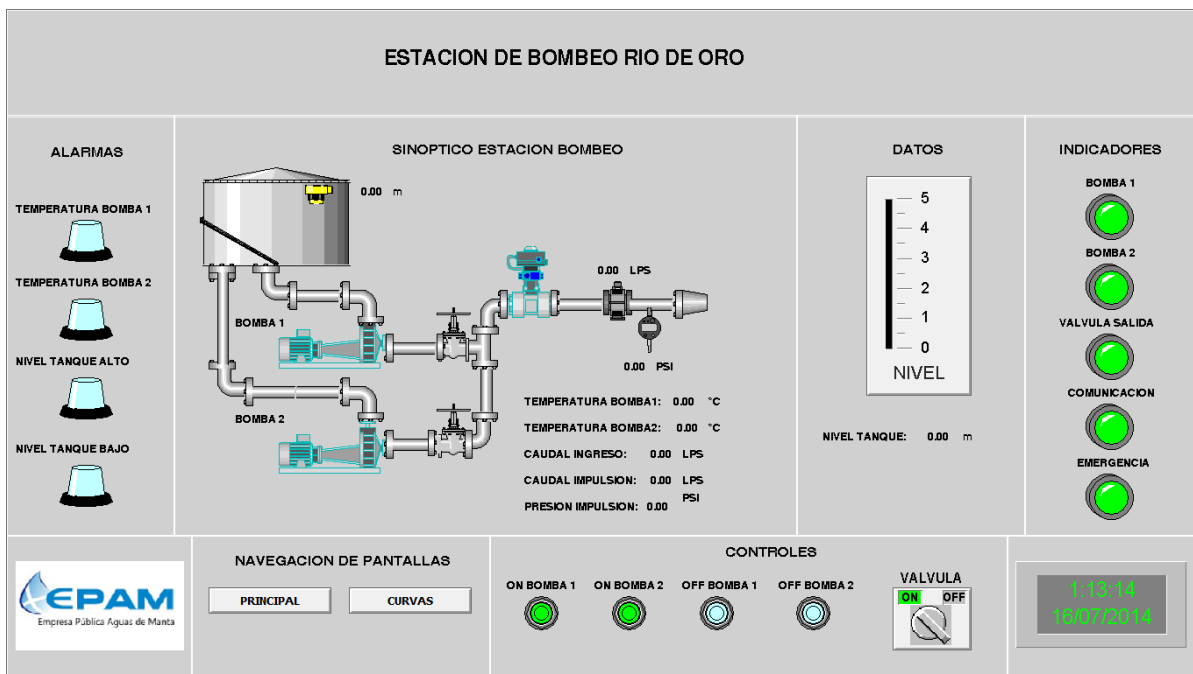 ESTACION DE BOMBEO RIO DE ORO
ALARMAS
TEMPERATURA BOMBA 1
TEMPERATURA BOMBA 2
NIVEL TANQUE ALTO
NIVEL TANQUE BAJO
SINOPTICO ESTACION BOMBEO
0.00 m
BOMBA 1
BOMBA 2
0.00 LPS
0.00 PSI
TEMPERATURA BOMBA1: 0.00 °C
TEMPERATURA BOMBA2: 0.00 °C
CAUDAL INGRESO: 0.00 LPS
CAUDAL IMPULSION: 0.00 LPS
PRESION IMPULSION: 0.00 PSI
DATOS
5
4
3
2
1
0
NIVEL
NIVEL TANQUE: 0.00 m
INDICADORES
BOMBA 1
BOMBA 2
VALVULA SALIDA
COMUNICACION
EMERGENCIA
EPAM
Empresa Pública Aguas de Manta
NAVEGACION DE PANTALLAS
PRINCIPAL CURVAS
CONTROLES
ON BOMBA 1 ON BOMBA 2 OFF BOMBA 1 OFF BOMBA 2
VALVULA
ON OFF
1:13:14
16/07/2014